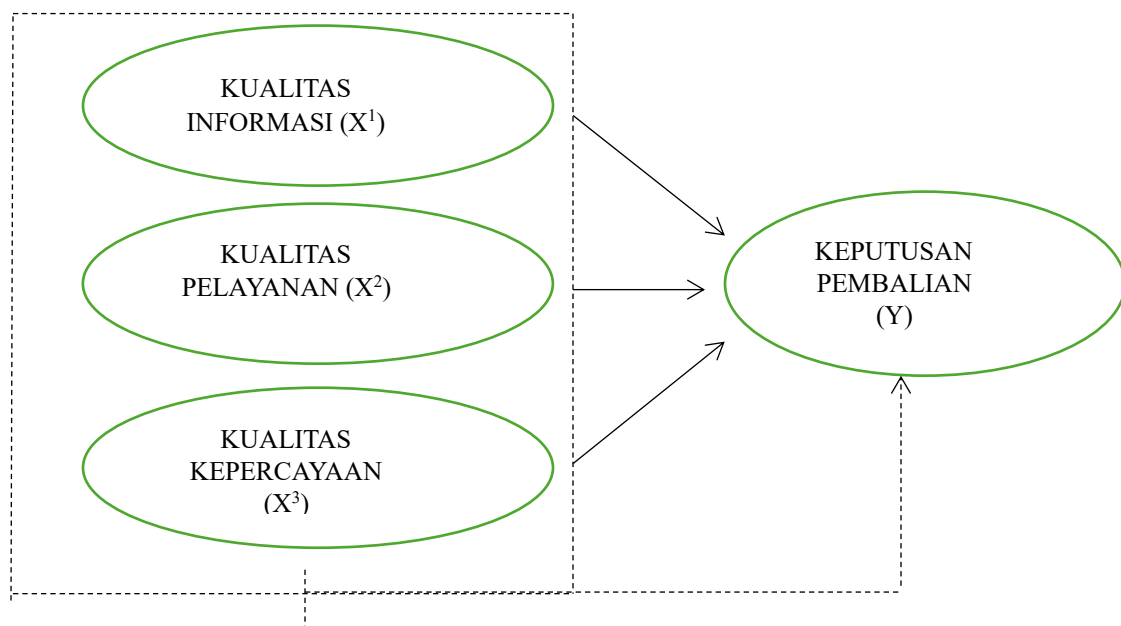 KUALITAS
INFORMASI (X¹)
KUALITAS
PELAYANAN (X²)
KUALITAS
KEPERCAYAAN
(X³)
KEPUTUSAN
PEMBALIAN
(Y)